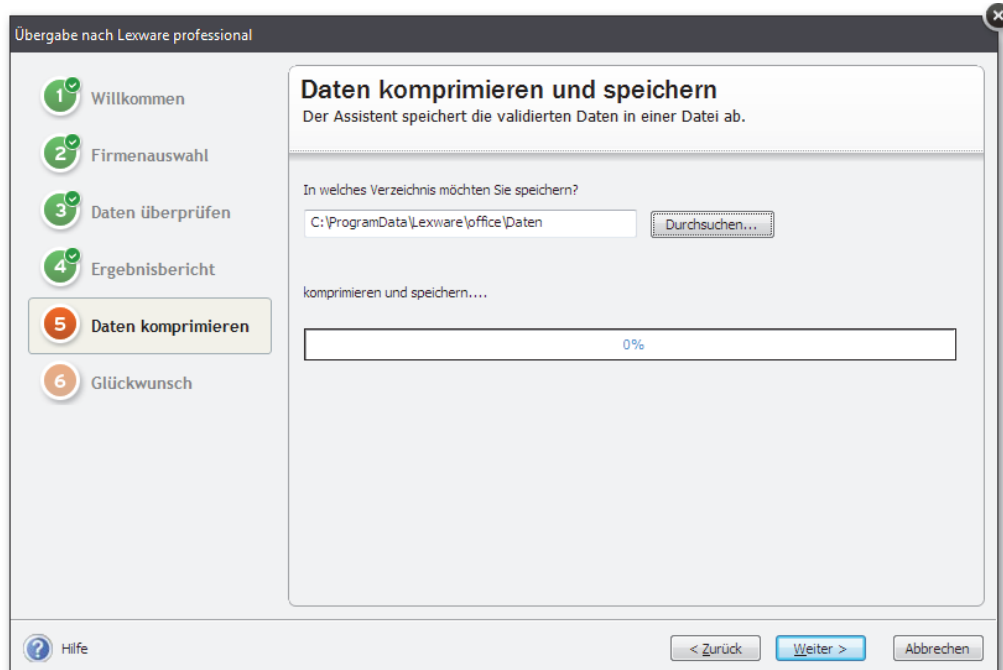 Übergabe nach Lexware professional
1 Willkommen
2 Firmenauswahl
3 Daten überprüfen
4 Ergebnisbericht
5 Daten komprimieren
6 Glückwunsch
Daten komprimieren und speichern
Der Assistent speichert die validierten Daten in einer Datei ab.
In welches Verzeichnis möchten Sie speichern?
C:\ProgramData\Lexware\office\Daten Durchsuchen...
komprimieren und speichern....
0%
? Hilfe < Zurück Weiter > Abbrechen